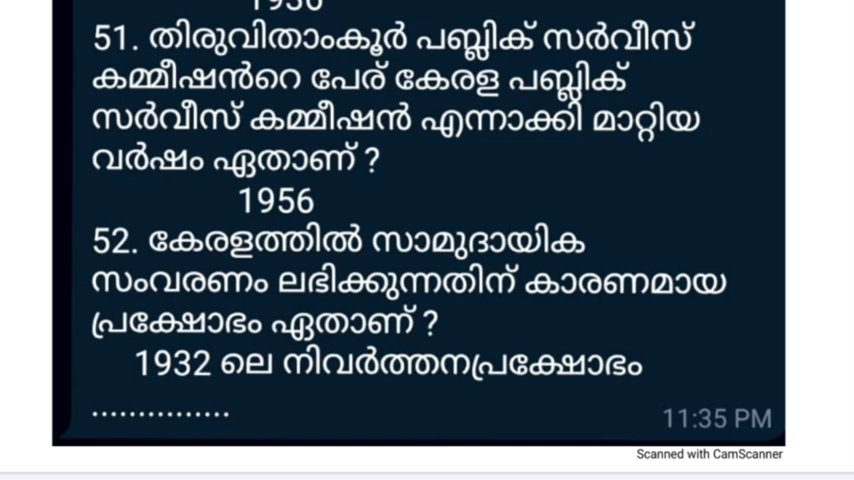 51. തിരുവിതാംകൂർ പബ്ലിക് സർവീസ്
കമ്മീഷൻറെ പേര് കേരള പബ്ലിക്
സർവീസ് കമ്മീഷൻ എന്നാക്കി മാറ്റിയ
വർഷം ഏതാണ് ?
1956
52. കേരളത്തിൽ സാമുദായിക
സംവരണം ലഭിക്കുന്നതിന് കാരണമായ
പ്രക്ഷോഭം ഏതാണ് ?
1932 ലെ നിവർത്തനപ്രക്ഷോഭം
...............
11:35 PM
Scanned with CamScanner